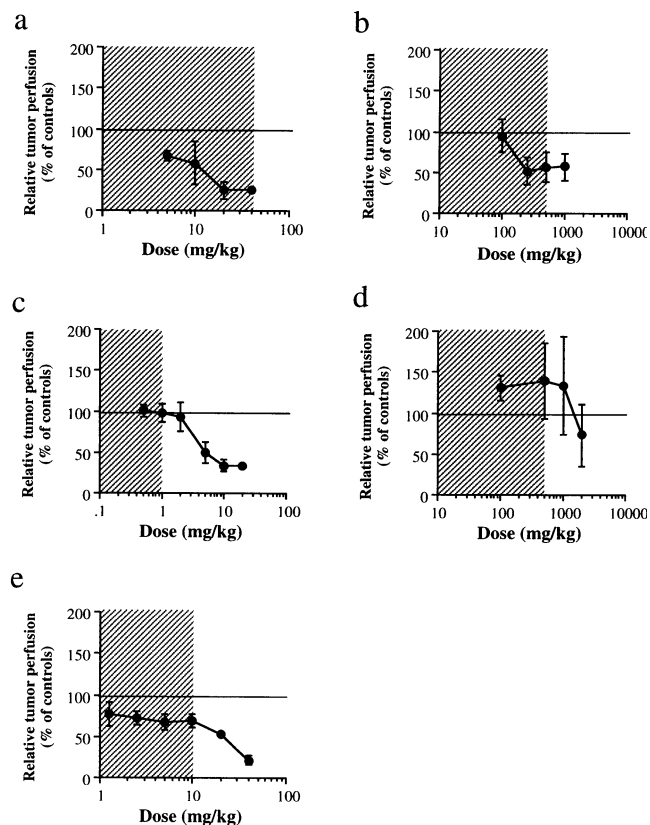 a
Relative tumor perfusion
(% of controls)
200
150
100
50
0
1
10
100
Dose (mg/kg)
b
Relative tumor perfusion
(% of controls)
200
150
100
50
0
10
100
1000
10000
Dose (mg/kg)
c
Relative tumor perfusion
(% of controls)
200
150
100
50
0
.1
1
10
100
Dose (mg/kg)
d
Relative tumor perfusion
(% of controls)
200
150
100
50
0
10
100
1000
10000
Dose (mg/kg)
e
Relative tumor perfusion
(% of controls)
200
150
100
50
0
1
10
100
Dose (mg/kg)